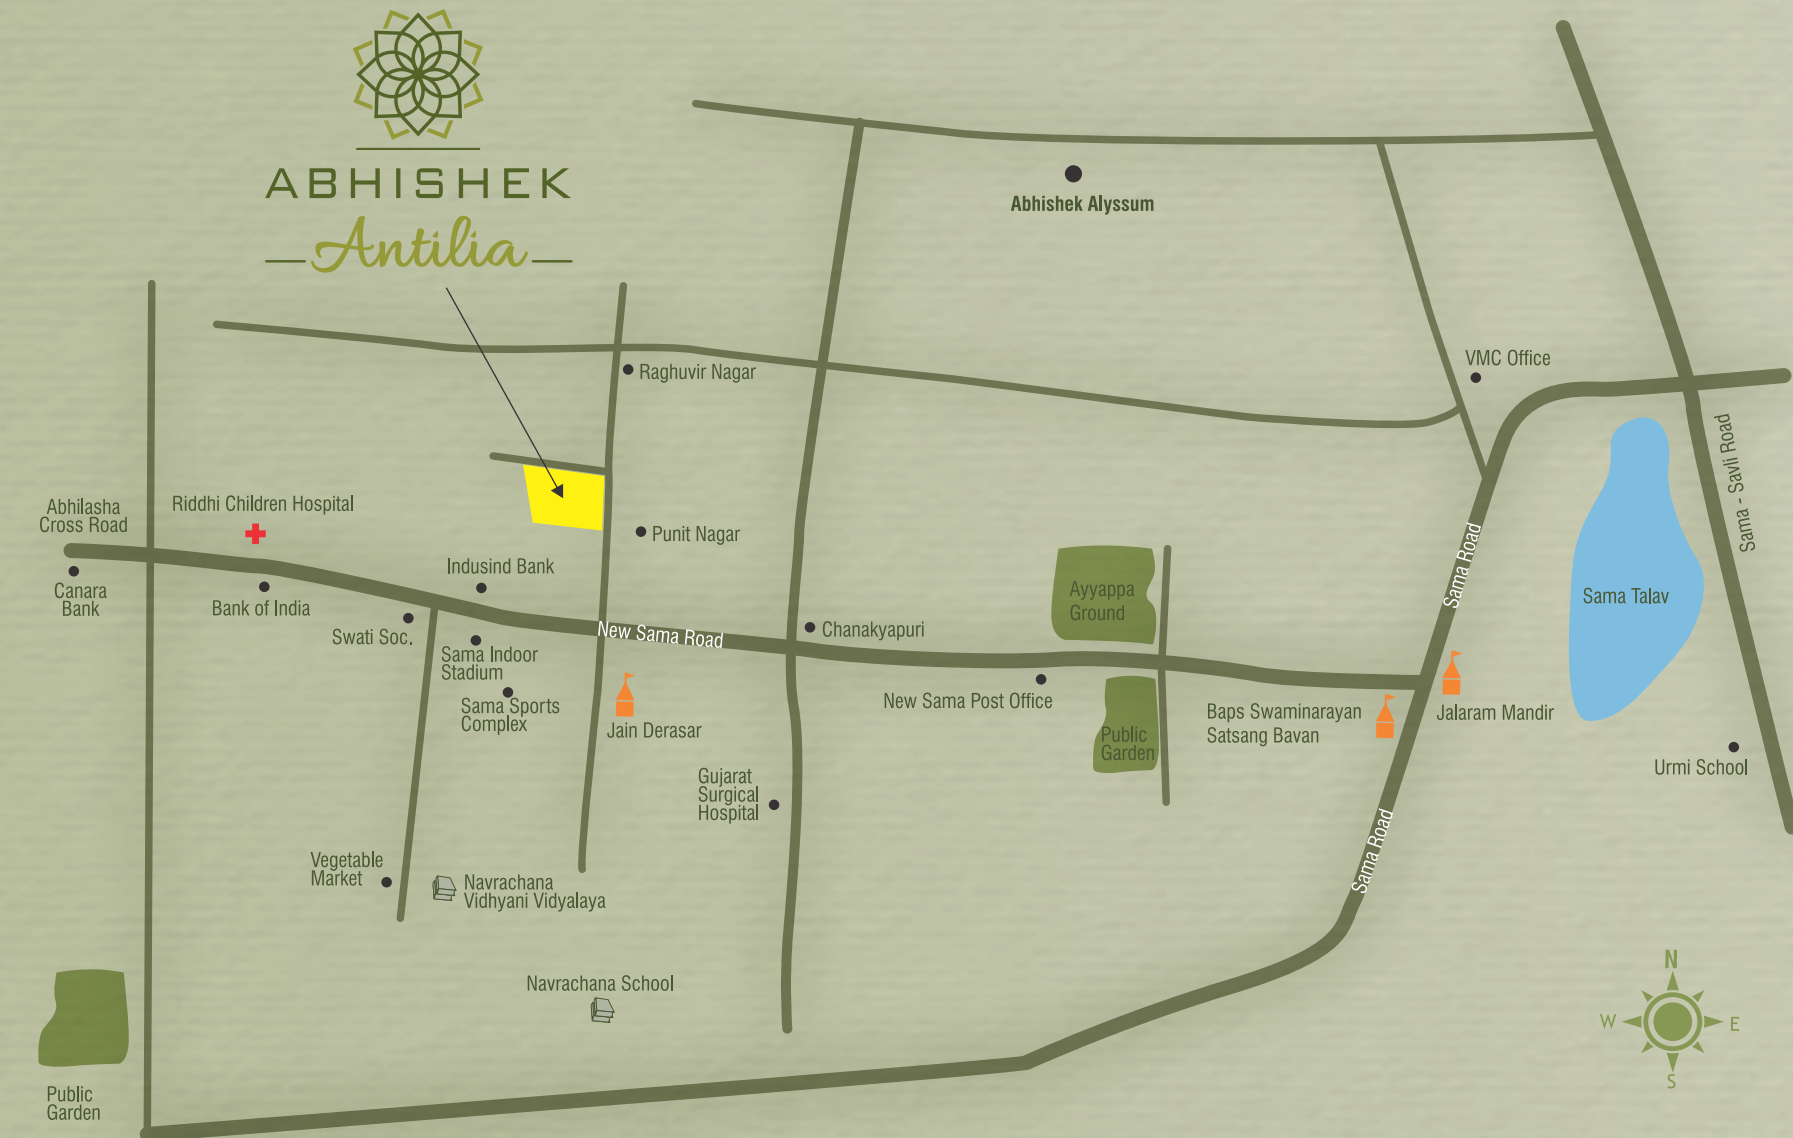 ABHISHEK
Antilia
Abhishek Alyssum
VMC Office
Raghuvir Nagar
Sama - Savli Road
Abhilasha
Cross Road
Riddhi Children Hospital
Punit Nagar
Canara
Bank
Bank of India
Indusind Bank
Swati Soc.
Sama Indoor
Stadium
Sama Sports
Complex
New Sama Road
Chanakyapuri
Ayyappa
Ground
Sama Road
Sama Talav
Jain Derasar
New Sama Post Office
Public
Garden
Baps Swaminarayan
Satsang Bavan
Jalaram Mandir
Urmi School
Gujarat
Surgical
Hospital
Sama Road
Vegetable
Market
Navrachana
Vidhyani Vidyalaya
Navrachana School
Public
Garden
N
W
E
S